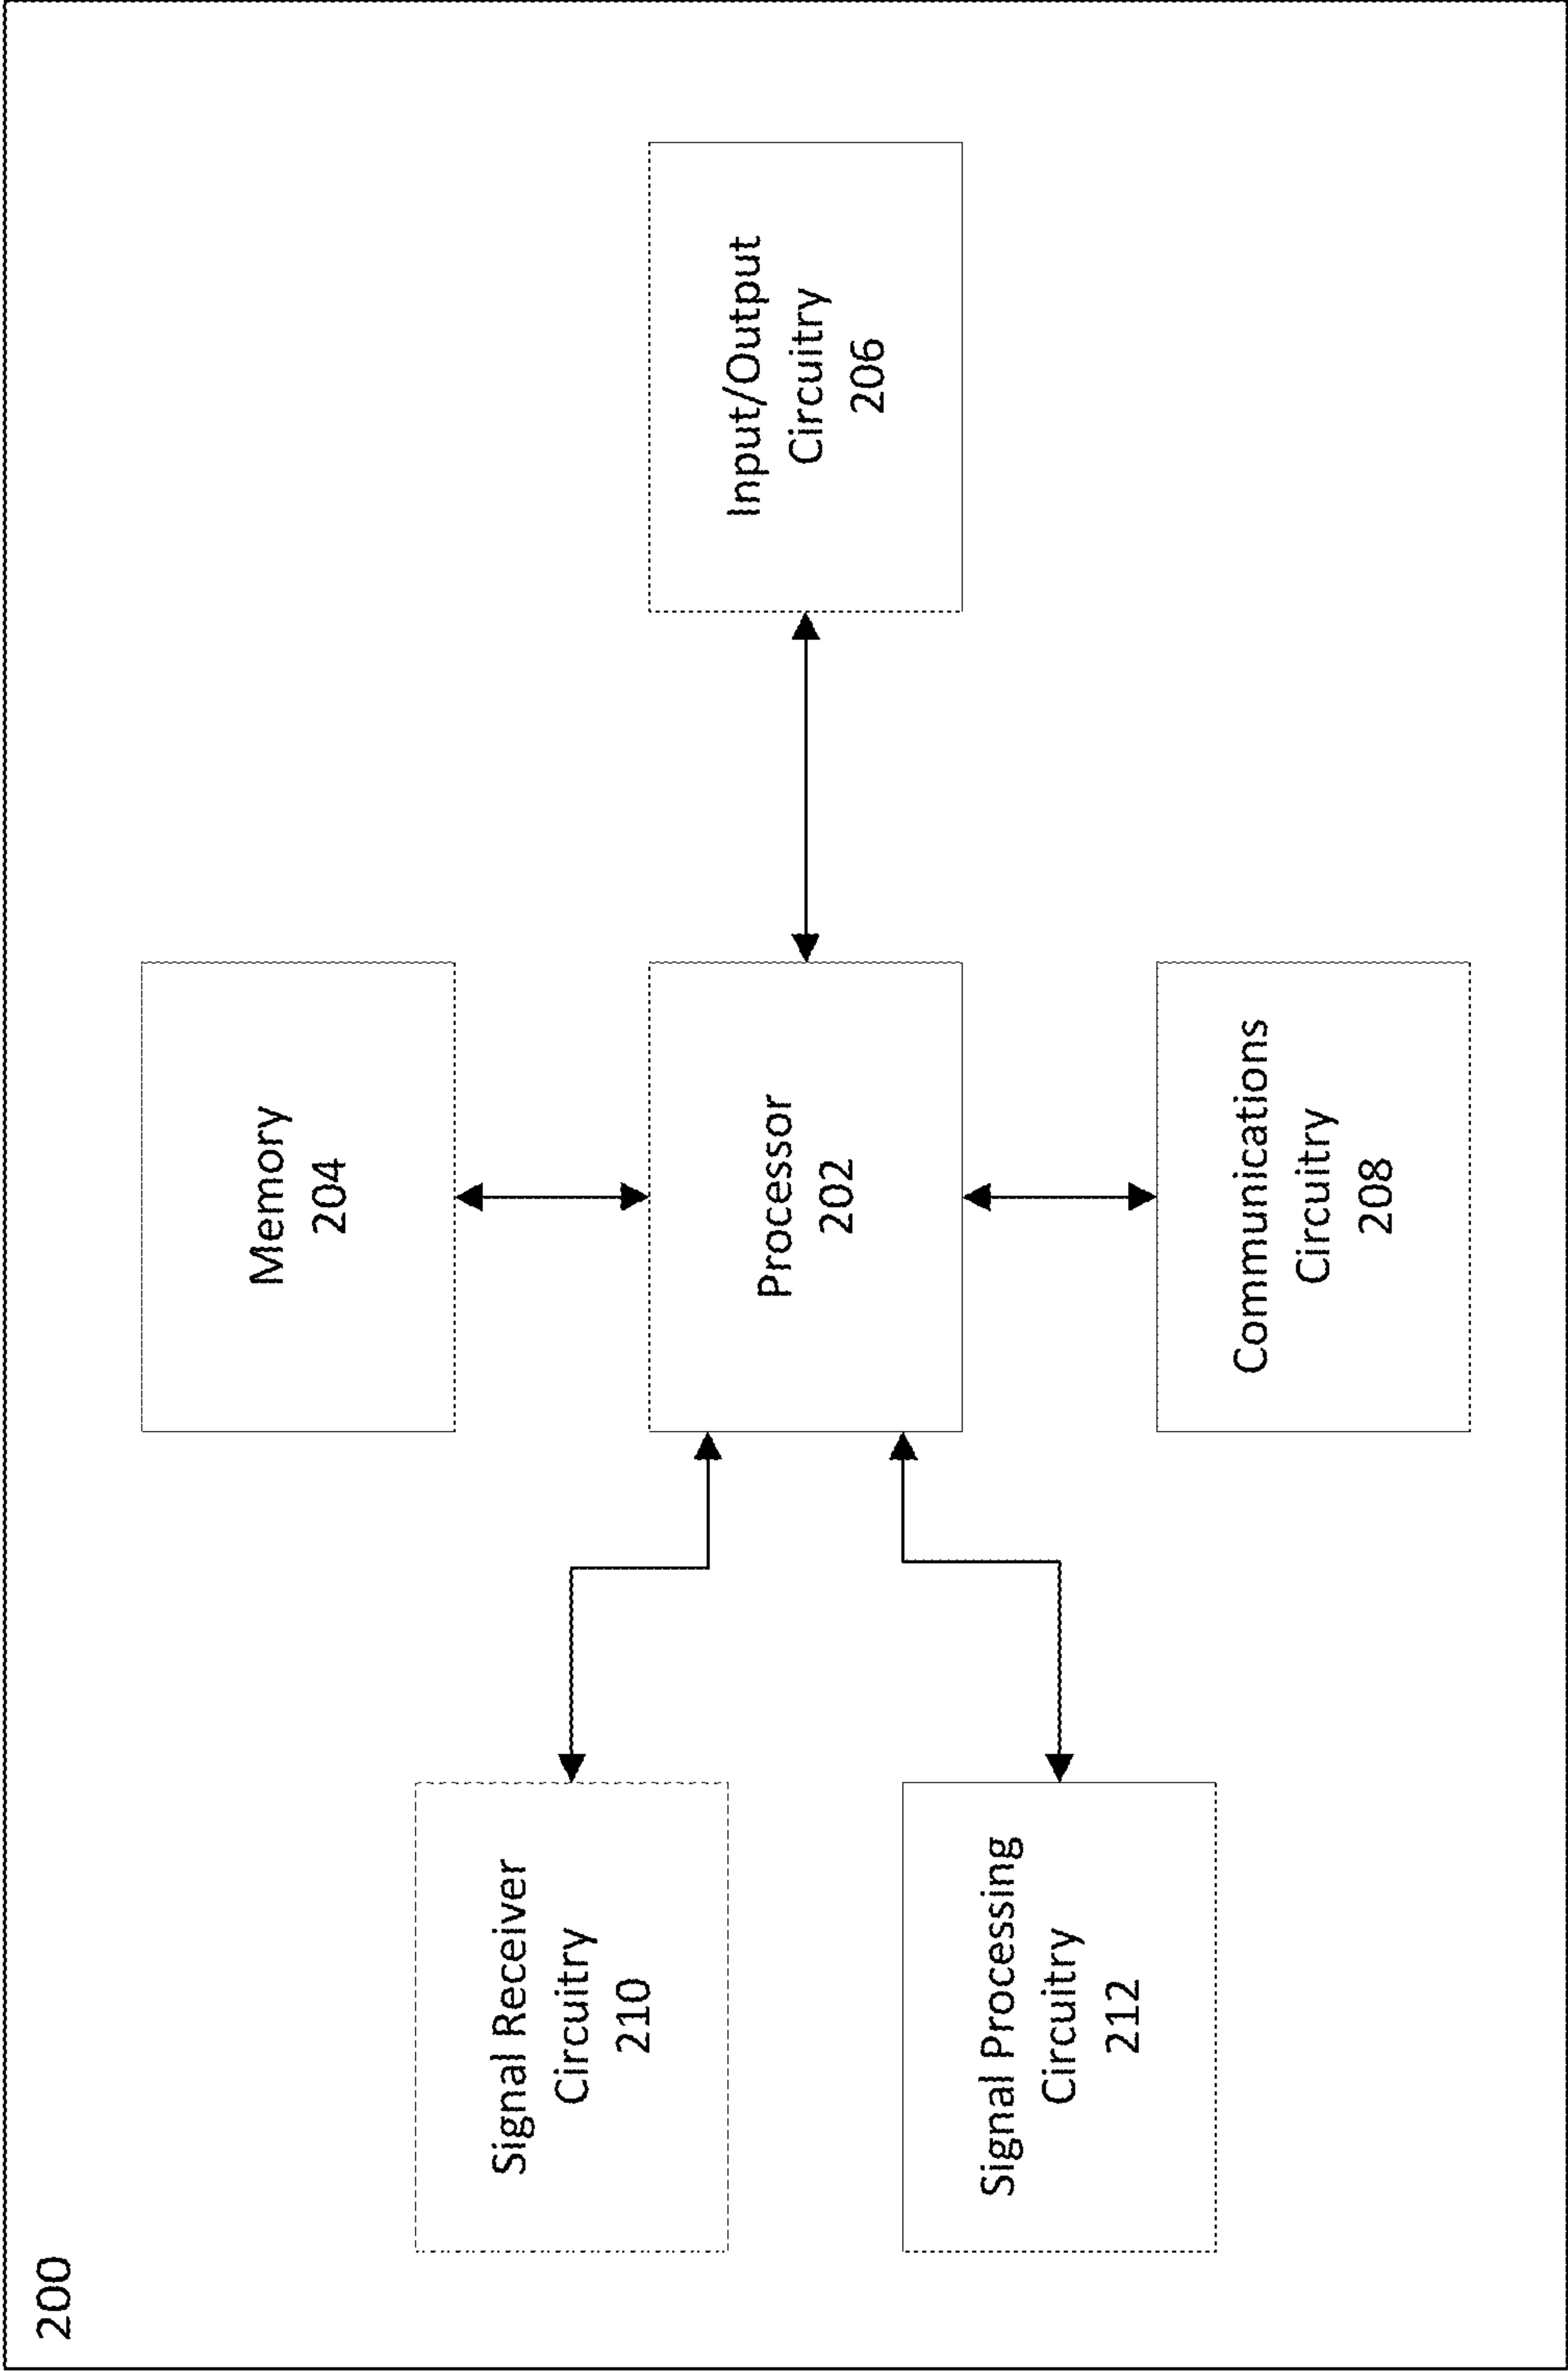 200
Memory
204
Signal Receiver
Circuitry
210
Processor
202
Input/Output
Circuitry
206
Signal Processing
Circuitry
212
Communications
Circuitry
208